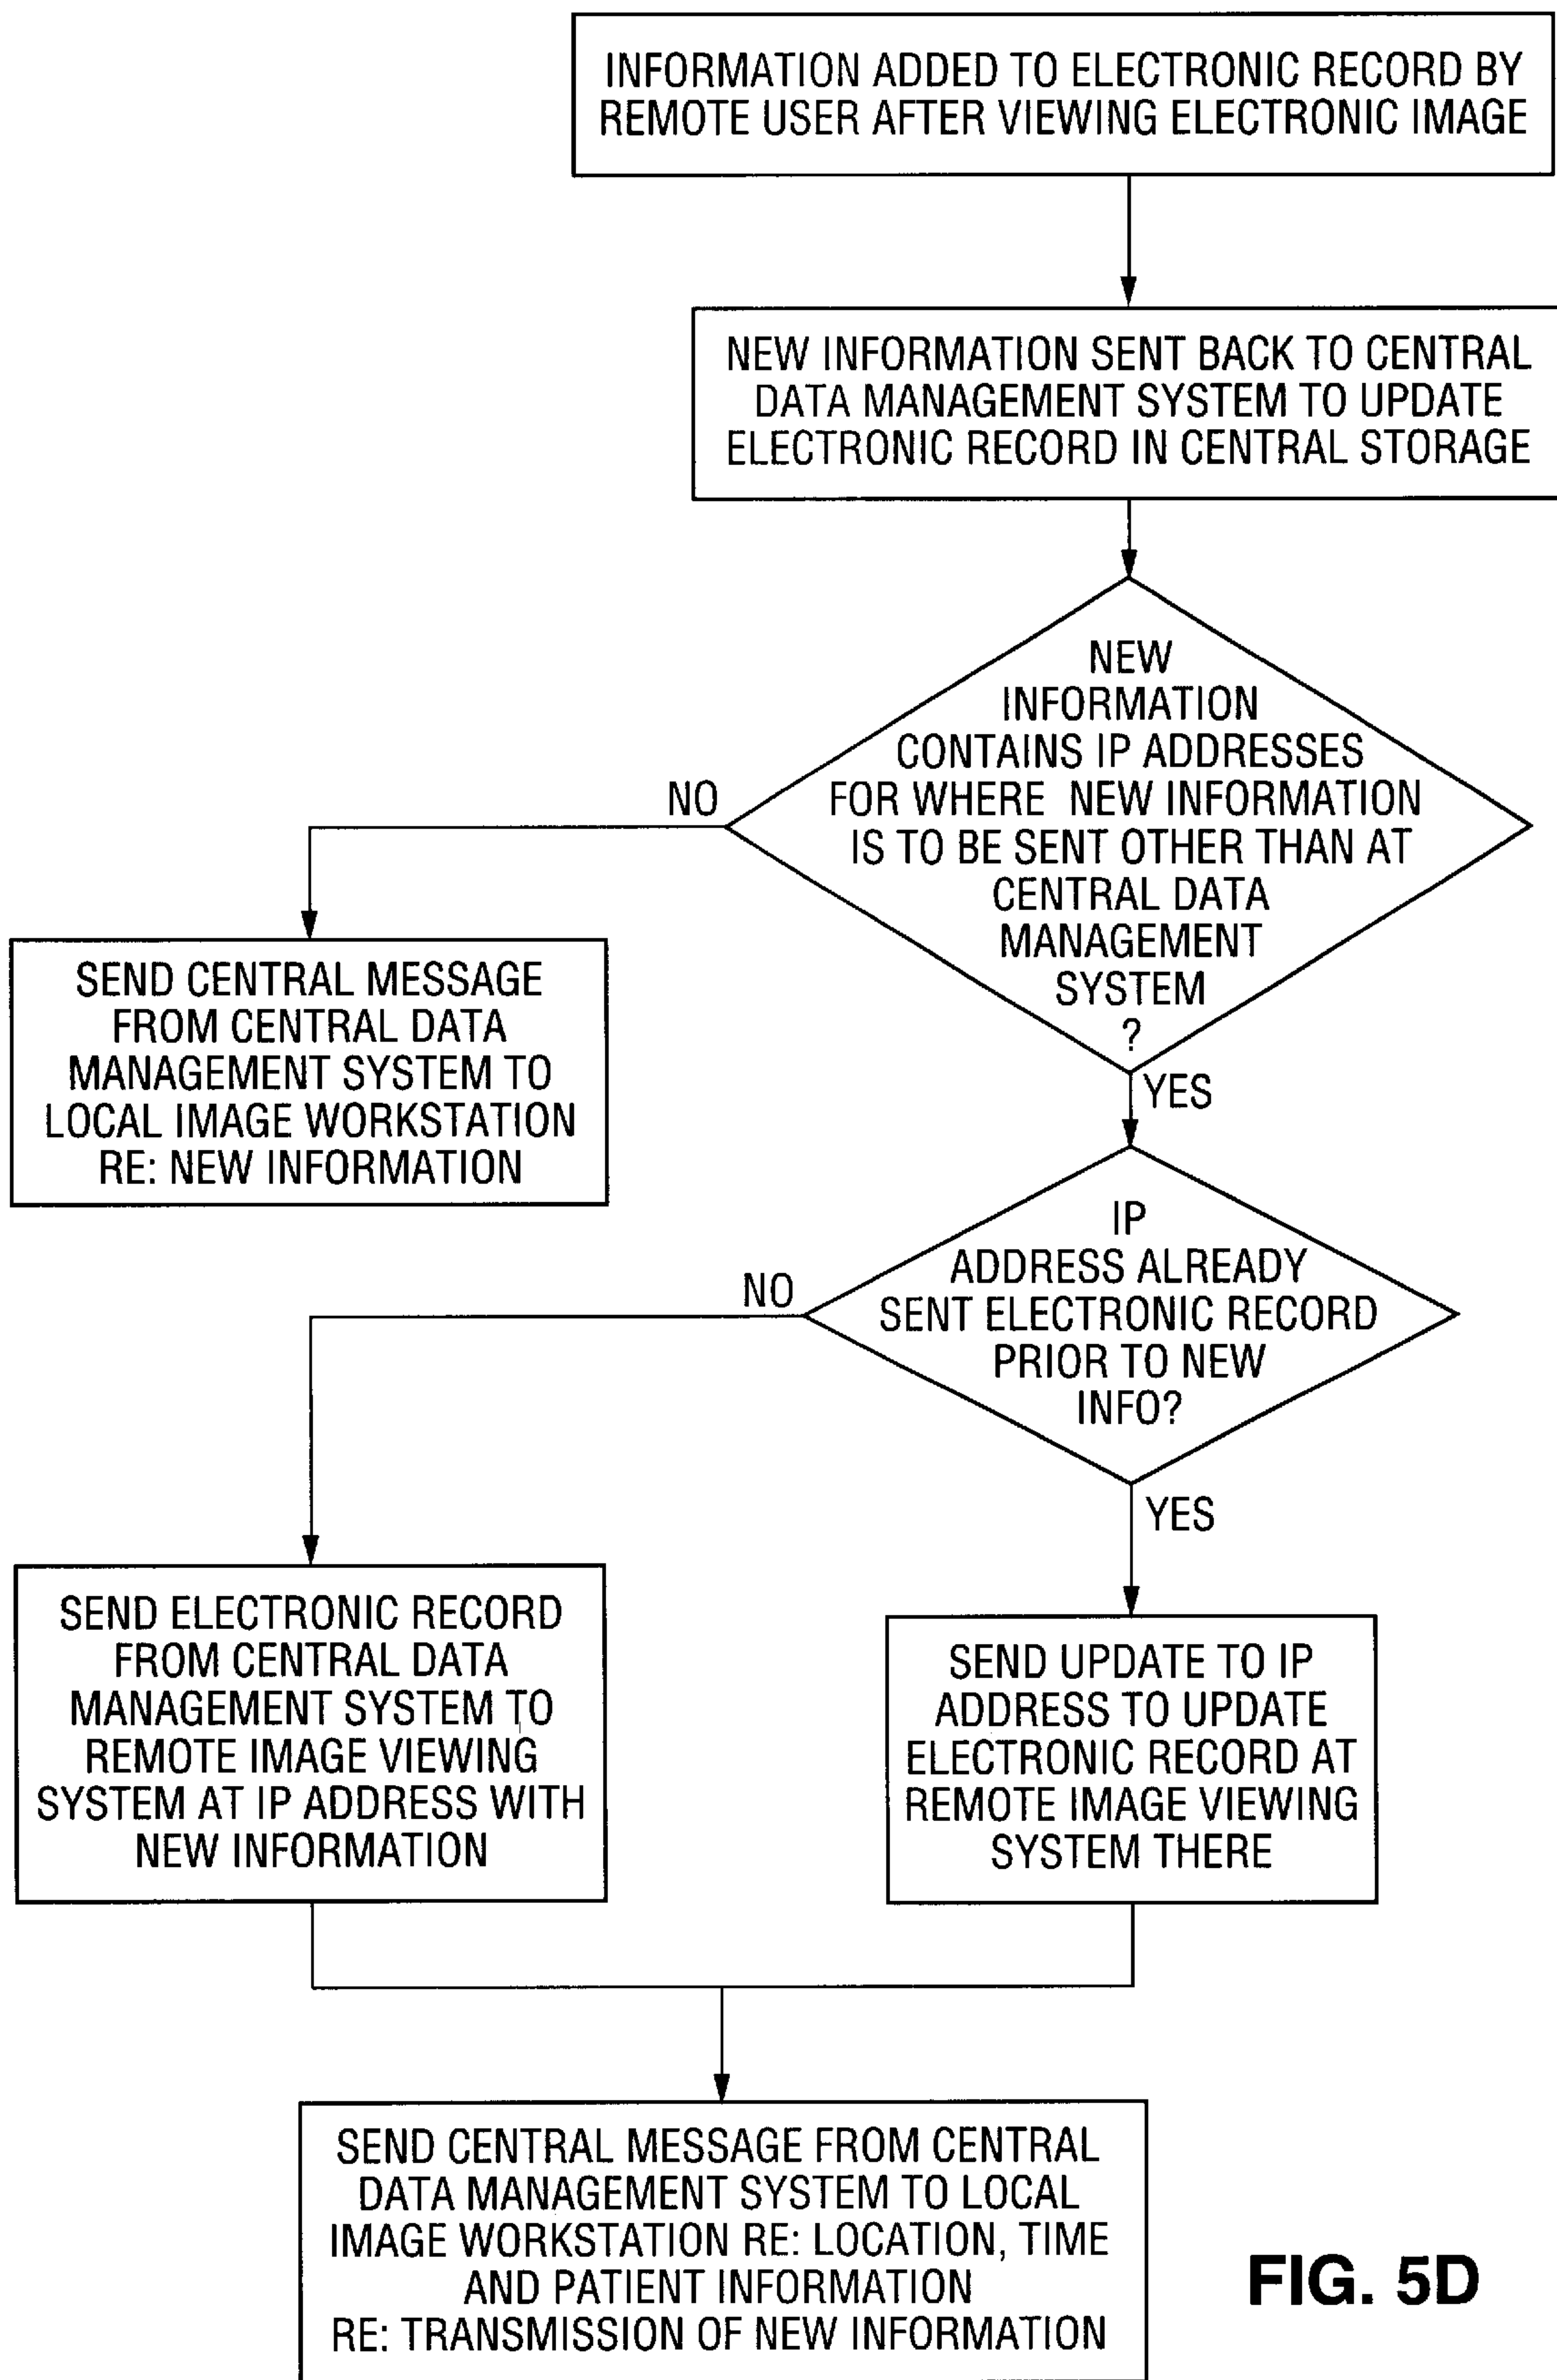 INFORMATION ADDED TO ELECTRONIC RECORD BY
REMOTE USER AFTER VIEWING ELECTRONIC IMAGE
NEW INFORMATION SENT BACK TO CENTRAL
DATA MANAGEMENT SYSTEM TO UPDATE
ELECTRONIC RECORD IN CENTRAL STORAGE
NEW
INFORMATION
CONTAINS IP ADDRESSES
FOR WHERE NEW INFORMATION
IS TO BE SENT OTHER THAN AT
CENTRAL DATA
MANAGEMENT
SYSTEM
?
NO
SEND CENTRAL MESSAGE
FROM CENTRAL DATA
MANAGEMENT SYSTEM TO
LOCAL IMAGE WORKSTATION
RE: NEW INFORMATION
YES
IP
ADDRESS ALREADY
SENT ELECTRONIC RECORD
PRIOR TO NEW
INFO?
NO
YES
SEND ELECTRONIC RECORD
FROM CENTRAL DATA
MANAGEMENT SYSTEM TO
REMOTE IMAGE VIEWING
SYSTEM AT IP ADDRESS WITH
NEW INFORMATION
SEND UPDATE TO IP
ADDRESS TO UPDATE
ELECTRONIC RECORD AT
REMOTE IMAGE VIEWING
SYSTEM THERE
SEND CENTRAL MESSAGE FROM CENTRAL
DATA MANAGEMENT SYSTEM TO LOCAL
IMAGE WORKSTATION RE: LOCATION, TIME
AND PATIENT INFORMATION
RE: TRANSMISSION OF NEW INFORMATION
FIG. 5D